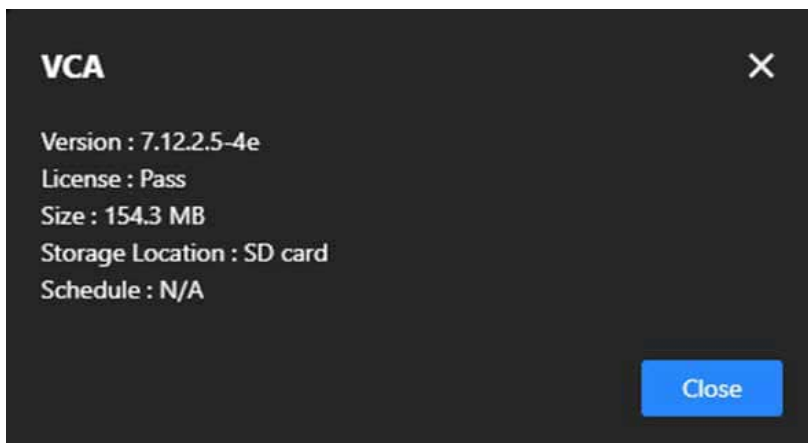 VCA
Version : 7.12.2.5-4e
License : Pass
Size : 154.3 MB
Storage Location : SD card
Schedule : N/A
Close